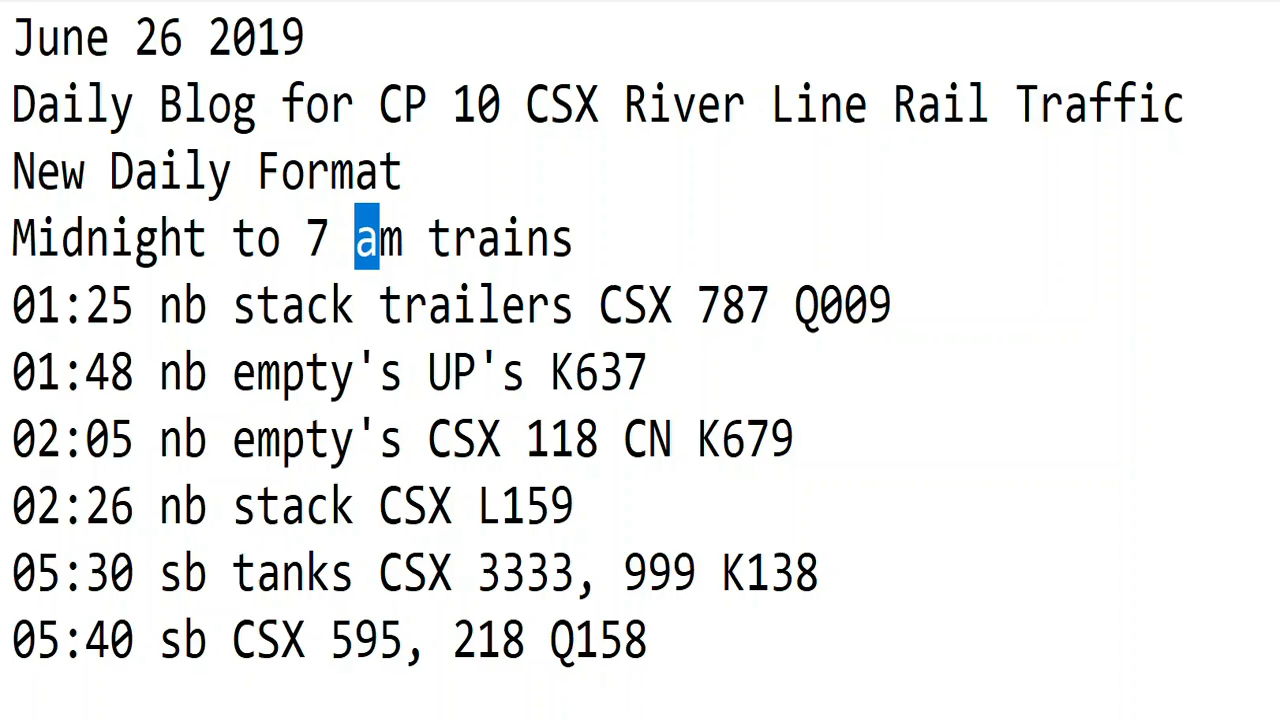 June 26 2019
Daily Blog for CP 10 CSX River Line Rail Traffic
New Daily Format
Midnight to 7 am trains
01:25 nb stack trailers CSX 787 Q009
01:48 nb empty's UP's K637
02:05 nb empty's CSX 118 CN K679
02:26 nb stack CSX L159
05:30 sb tanks CSX 3333, 999 K138
05:40 sb CSX 595, 218 Q158